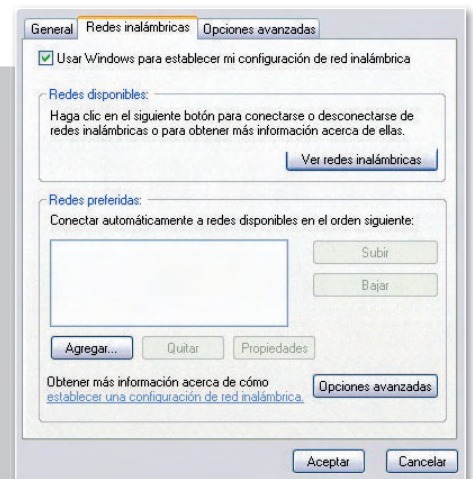 General Redes inalámbricas Opciones avanzadas
Usar Windows para establecer mi configuración de red inalámbrica
Redes disponibles:
Haga clic en el siguiente botón para conectarse o desconectarse de
redes inalámbricas o para obtener más información acerca de ellas.
Ver redes inalámbricas
Redes preferidas:
Conectar automáticamente a redes disponibles en el orden siguiente:
Subir
Bajar
Agregar... Quitar Propiedades
Obtener más información acerca de cómo
establecer una configuración de red inalámbrica.
Opciones avanzadas
Aceptar Cancelar